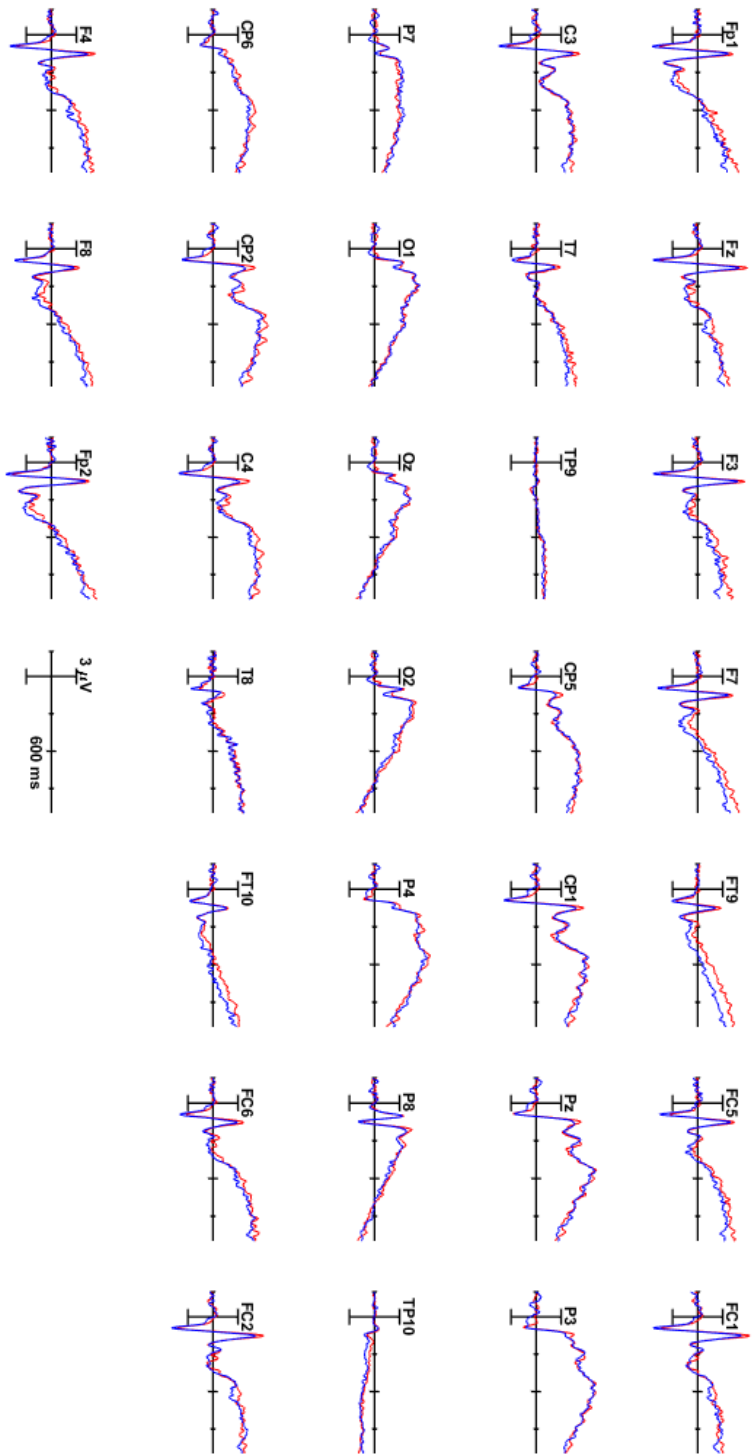 Fp1
Fz
F3
F7
FT9
FC5
FC1
C3
T7
TP9
CP5
CP1
Pz
P3
P7
O1
Oz
O2
P4
P8
TP10
CP6
CP2
C4
T8
FT10
FC6
FC2
F4
F8
Fp2
3 μV
600 ms